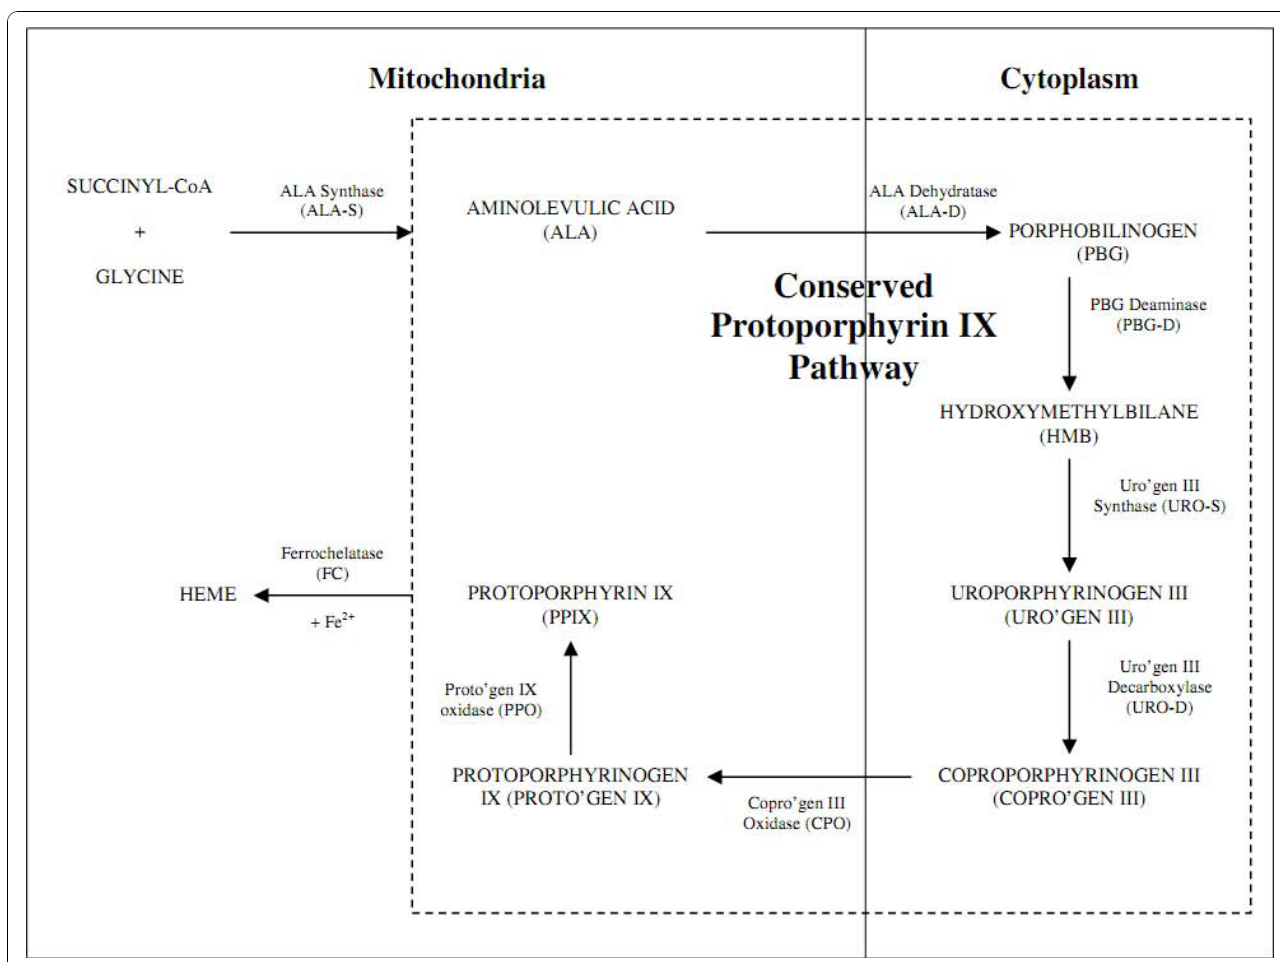 Mitochondria
Cytoplasm
SUCCINYL-CoA
+
GLYCINE
ALA Synthase
(ALA-S)
AMINOLEVULIC ACID
(ALA)
ALA Dehydratase
(ALA-D)
PORPHOBILINOGEN
(PBG)
Conserved
Protoporphyrin IX
Pathway
PBG Deaminase
(PBG-D)
HYDROXYMETHYLBILANE
(HMB)
Uro’gen III
Synthase (URO-S)
UROPORPHYRINOGEN III
(URO’GEN III)
Uro’gen III
Decarboxylase
(URO-D)
COPROPORPHYRINOGEN III
(COPRO’GEN III)
Copro’gen III
Oxidase (CPO)
PROTOPORPHYRINOGEN
IX (PROTO’GEN IX)
Proto’gen IX
oxidase (PPO)
PROTOPORPHYRIN IX
(PPIX)
Ferrochelatase
(FC)
+ Fe²⁺
HEME